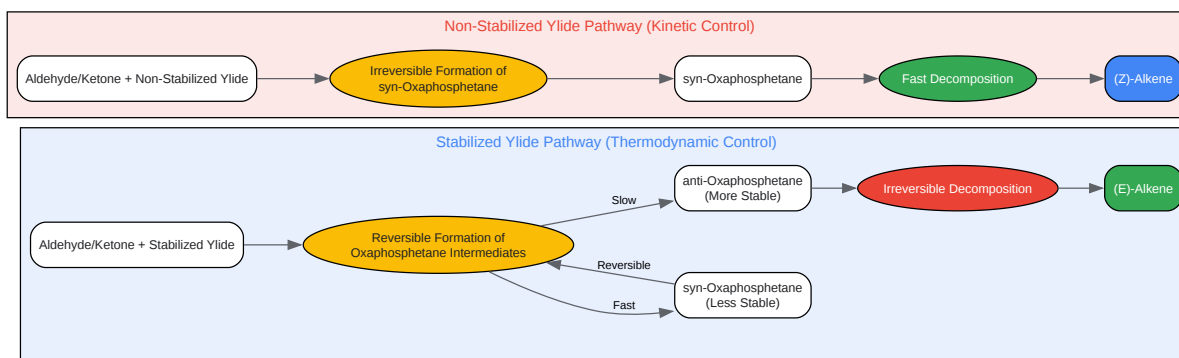 Non-Stabilized Ylide Pathway (Kinetic Control)
Aldehyde/Ketone + Non-Stabilized Ylide
Irreversible Formation of
syn-Oxaphosphetane
syn-Oxaphosphetane
Fast Decomposition
(Z)-Alkene
Stabilized Ylide Pathway (Thermodynamic Control)
Aldehyde/Ketone + Stabilized Ylide
Reversible Formation of
Oxaphosphetane Intermediates
Slow
anti-Oxaphosphetane
(More Stable)
Irreversible Decomposition
(E)-Alkene
Reversible
Fast
syn-Oxaphosphetane
(Less Stable)